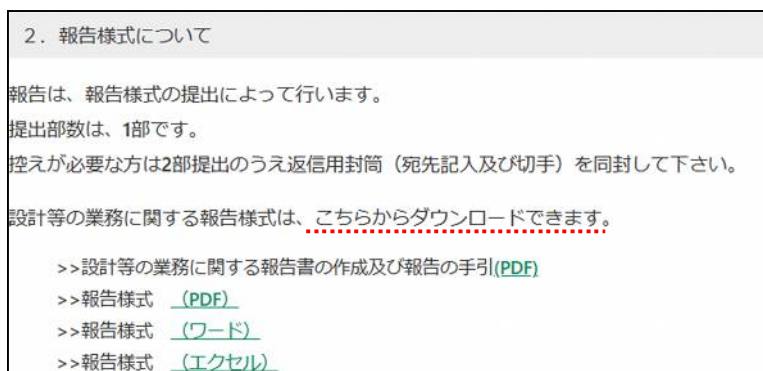 ２．報告様式について
報告は、報告様式の提出によって行います。
提出部数は、1部です。
控えが必要な方は2部提出のうえ返信用封筒（宛先記入及び切手）を同封して下さい。
設計等の業務に関する報告様式は、こちらからダウンロードできます。
>>設計等の業務に関する報告書の作成及び報告の手引(PDF)
>>報告様式　（PDF）
>>報告様式　（ワード）
>>報告様式　（エクセル）